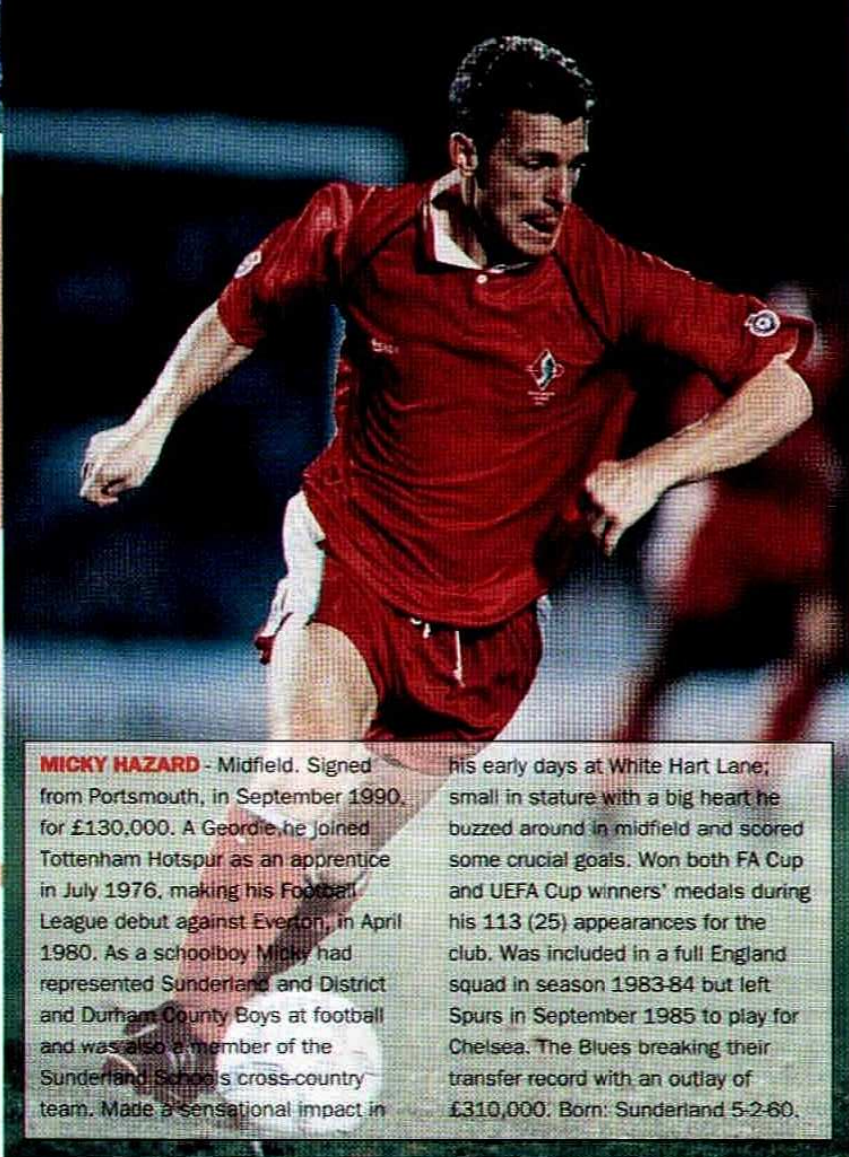 MICKY HAZARD - Midfield. Signed
from Portsmouth, in September 1990,
for £130,000. A Geordie,he joined
Tottenham Hotspur as an apprentice
in July 1976, making his Football
League debut against Everton, in April
1980. As a schoolboy Micky had
represented Sunderland and District
and Durham County Boys at football
and was also a member of the
Sunderland Schools cross-country
team. Made a sensational impact in
his early days at White Hart Lane;
small in stature with a big heart he
buzzed around in midfield and scored
some crucial goals. Won both FA Cup
and UEFA Cup winners' medals during
his 113 (25) appearances for the
club. Was included in a full England
squad in season 1983-84 but left
Spurs in September 1985 to play for
Chelsea. The Blues breaking their
transfer record with an outlay of
£310,000. Born: Sunderland 5-2-60.